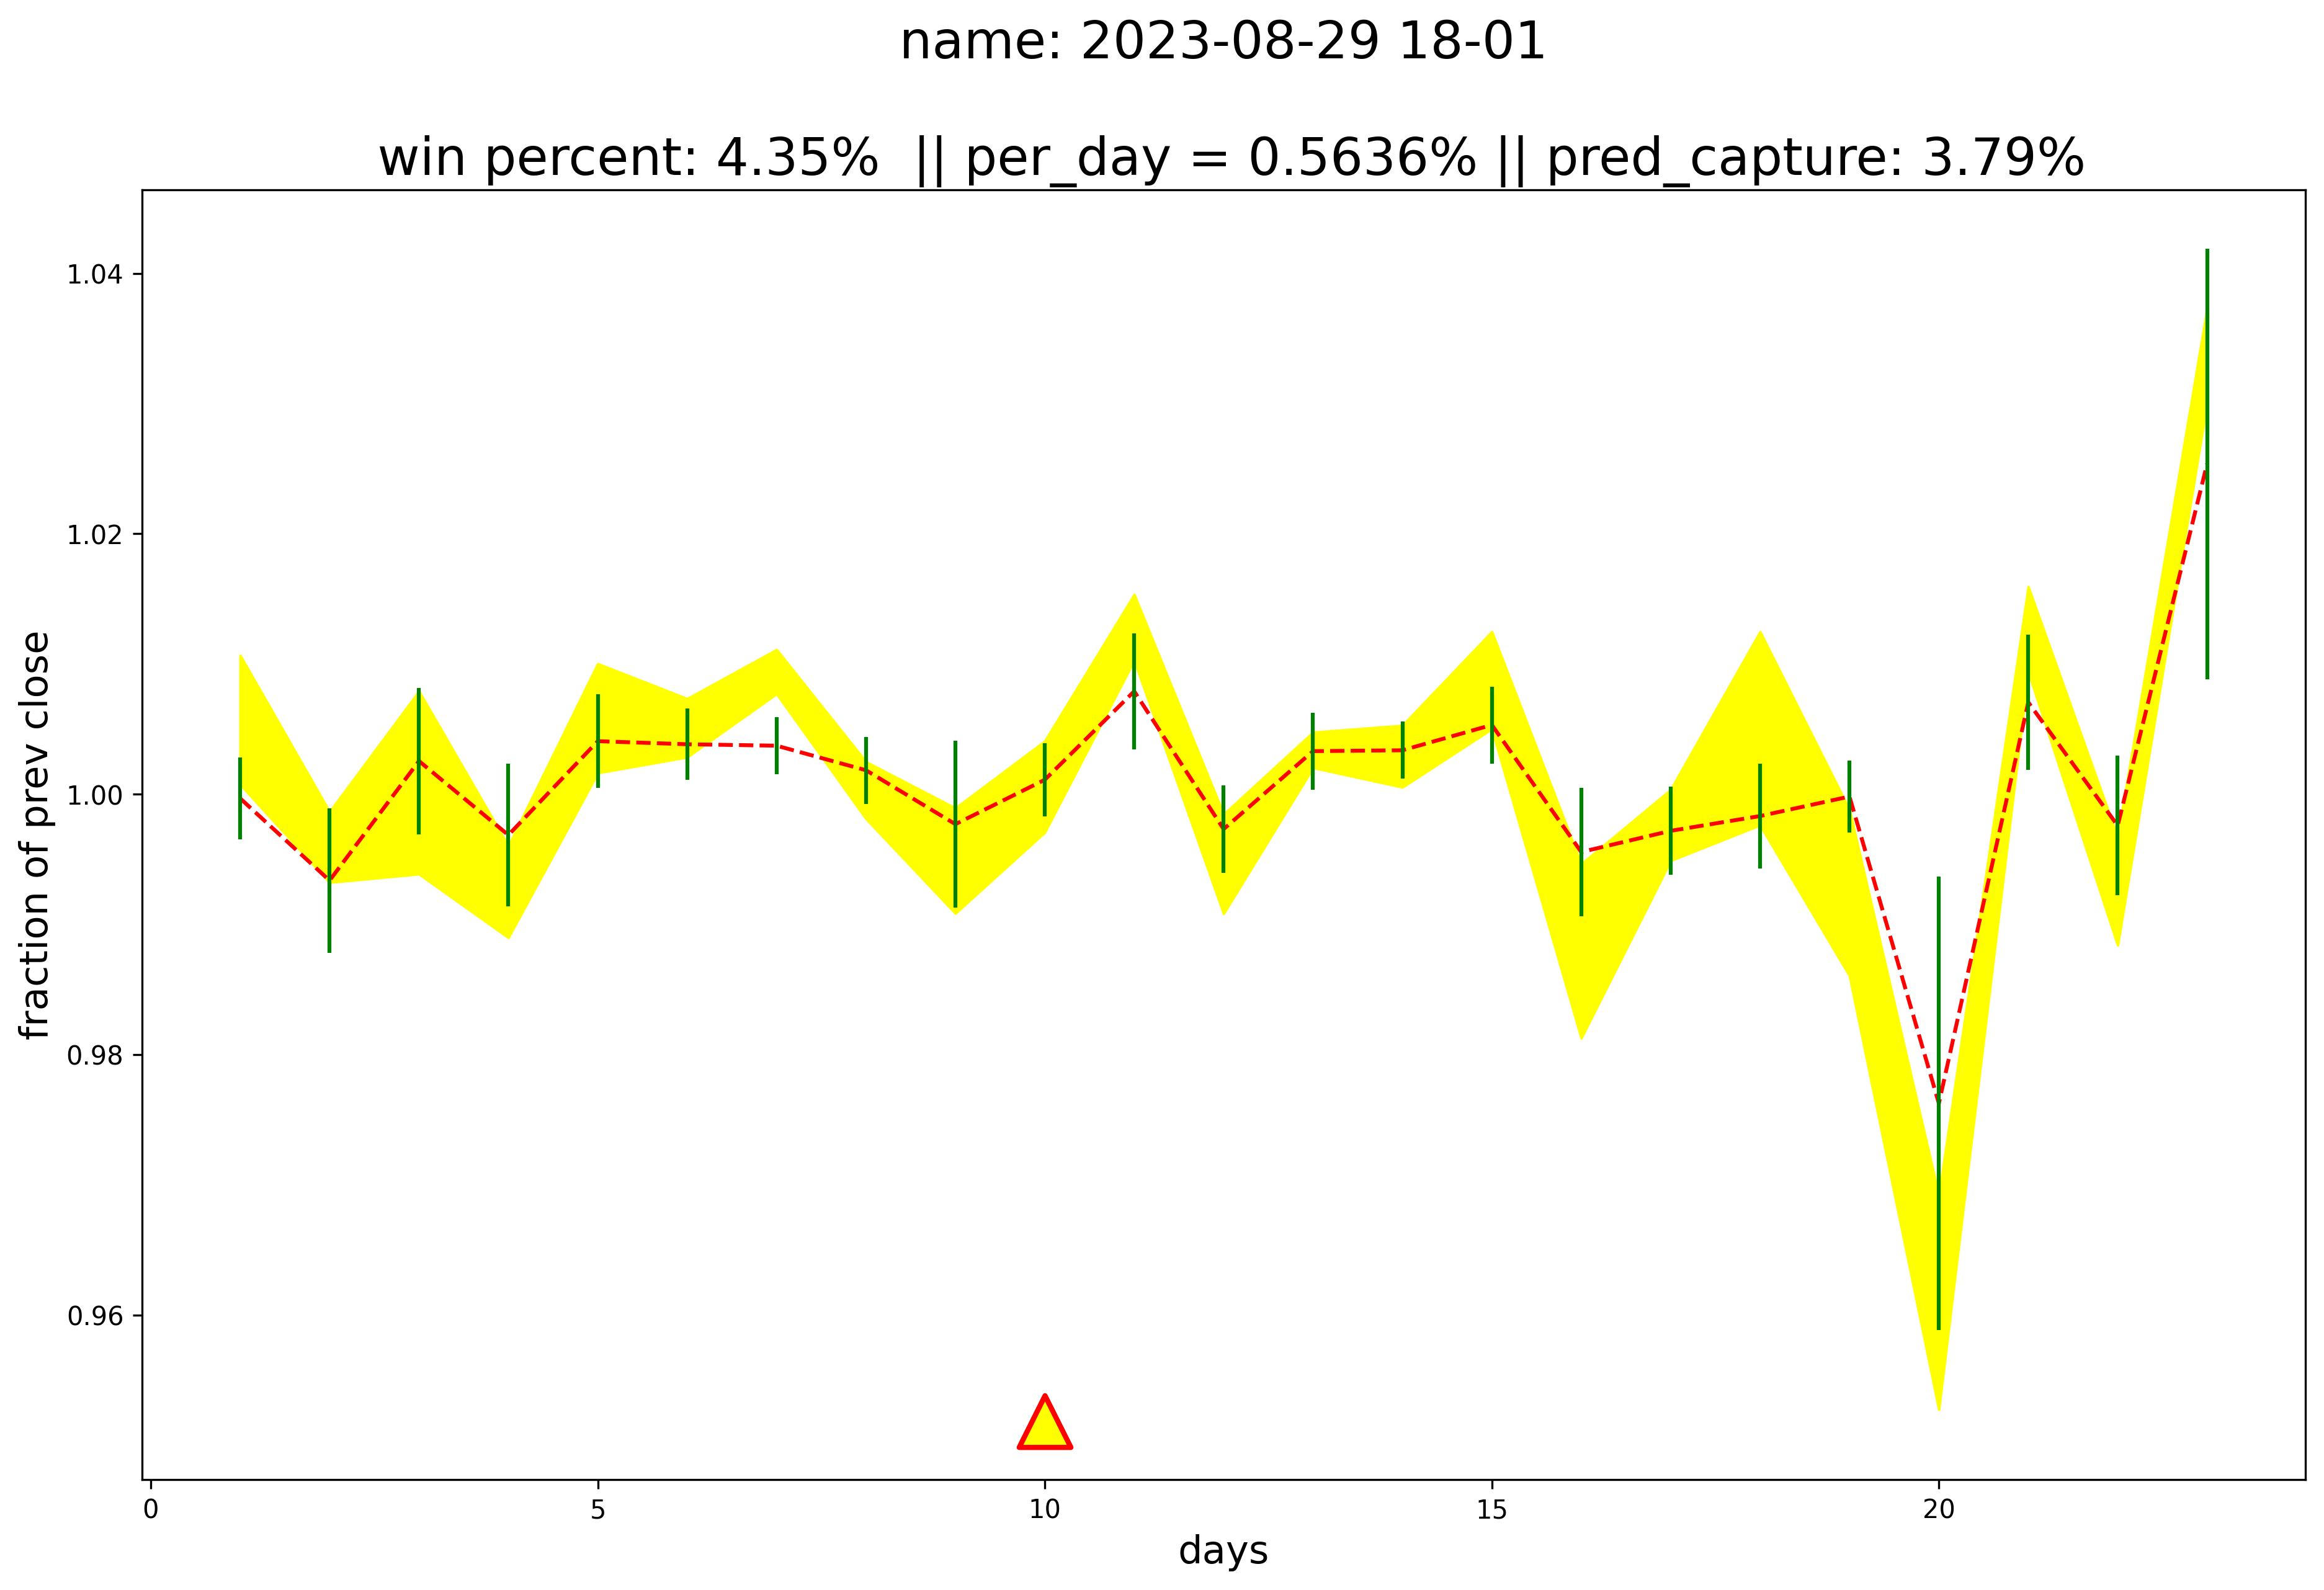 name: 2023-08-29 18-01
win percent: 4.35%  || per_day = 0.5636% || pred_capture: 3.79%
fraction of prev close
1.04
1.02
1.00
0.98
0.96
0
5
10
15
20
days